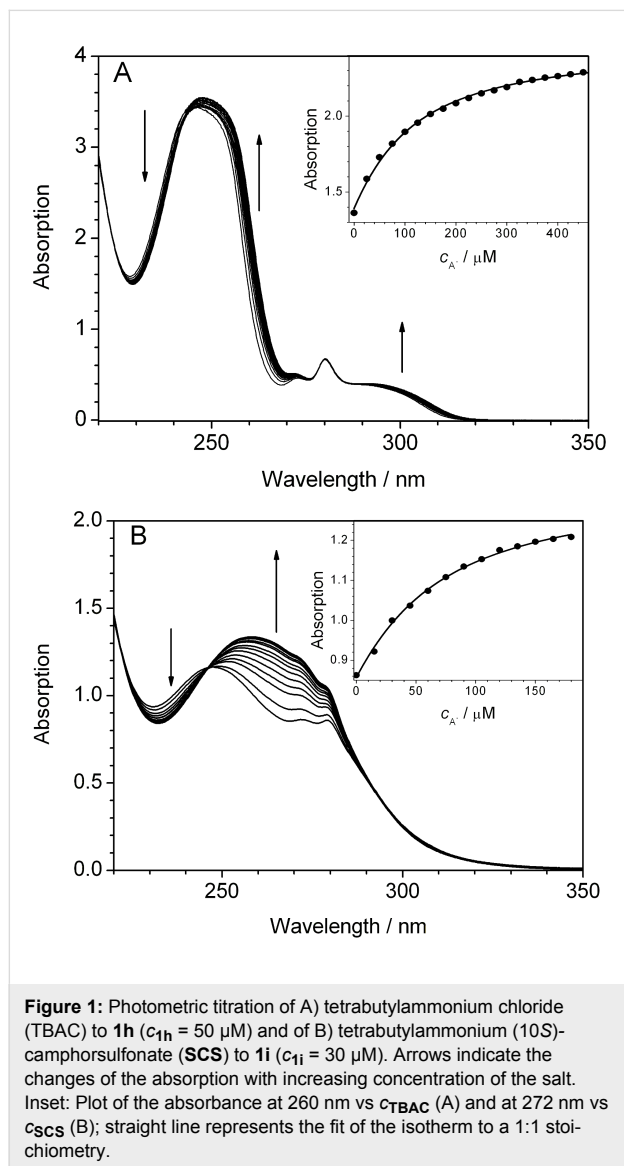 A
4
3
2
1
0
Absorption
250
300
350
Wavelength / nm
2.0
1.5
Absorption
0
100
200
300
400
c_A- / μM
B
2.0
1.5
1.0
0.5
0.0
Absorption
250
300
350
Wavelength / nm
1.2
1.1
1.0
0.9
Absorption
0
50
100
150
c_A- / μM
Figure 1: Photometric titration of A) tetrabutylammonium chloride
(TBAC) to 1h (c1h = 50 µM) and of B) tetrabutylammonium (10S)-
camphorsulfonate (SCS) to 1i (c1i = 30 µM). Arrows indicate the
changes of the absorption with increasing concentration of the salt.
Inset: Plot of the absorbance at 260 nm vs cTBAC (A) and at 272 nm vs
cSCS (B); straight line represents the fit of the isotherm to a 1:1 stoi-
chiometry.